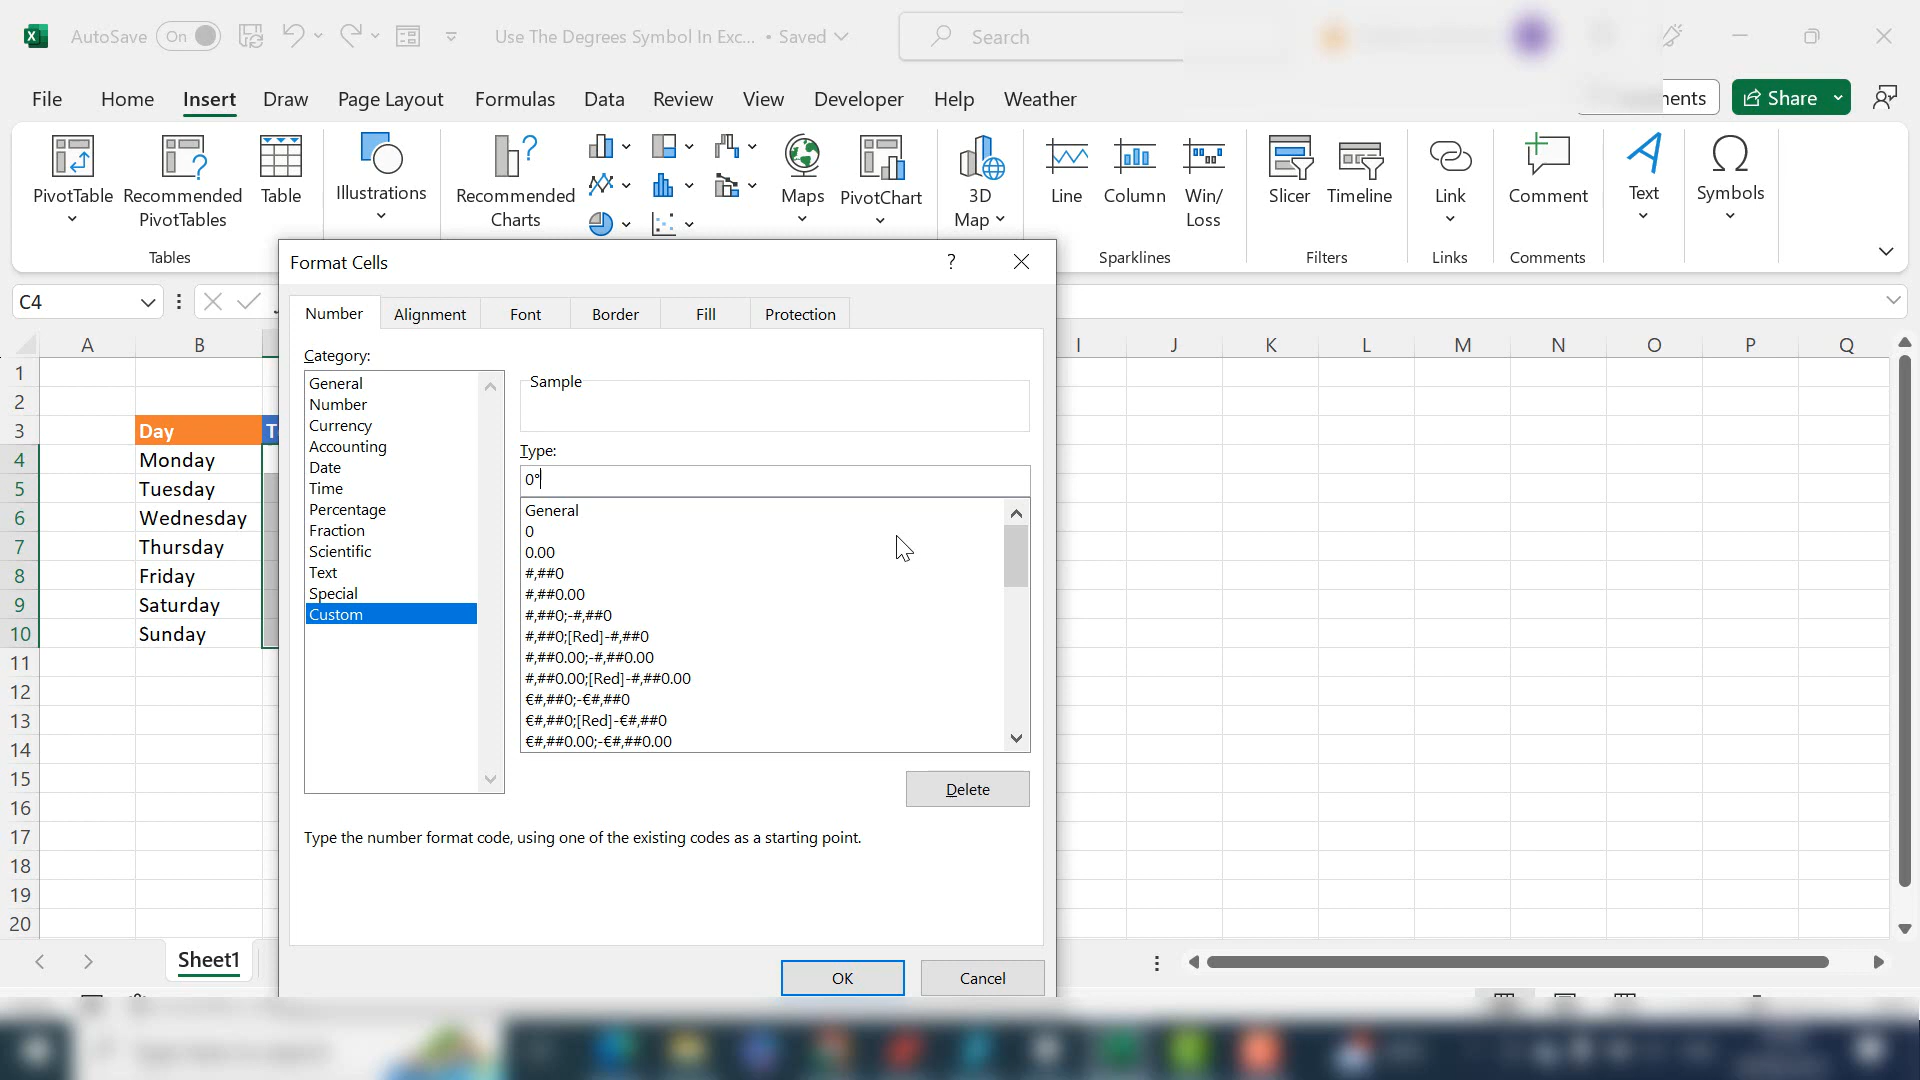 AutoSave On Use The Degrees Symbol In Exc... • Saved Search
File Home Insert Draw Page Layout Formulas Data Review View Developer Help Weather Share
PivotTable Recommended PivotTables Table Illustrations Recommended Charts Maps PivotChart 3D Map Line Column Win/ Loss Slicer Timeline Link Comment Text Symbols
Tables Sparklines Filters Links Comments
C4
Format Cells ?
Number Alignment Font Border Fill Protection
A B I J K L M N O P Q
Category:
General
Number
Currency
Accounting
Date
Time
Percentage
Fraction
Scientific
Text
Special
Custom
Sample
Type:
0°
General
0
0.00
#,##0
#,##0.00
#,##0;-#,##0
#,##0;[Red]-#,##0
#,##0.00;-#,##0.00
#,##0.00;[Red]-#,##0.00
€#,##0;-€#,##0
€#,##0;[Red]-€#,##0
€#,##0.00;-€#,##0.00
Delete
Type the number format code, using one of the existing codes as a starting point.
OK Cancel
1
2
3 Day T
4 Monday
5 Tuesday
6 Wednesday
7 Thursday
8 Friday
9 Saturday
10 Sunday
11
12
13
14
15
16
17
18
19
20
Sheet1